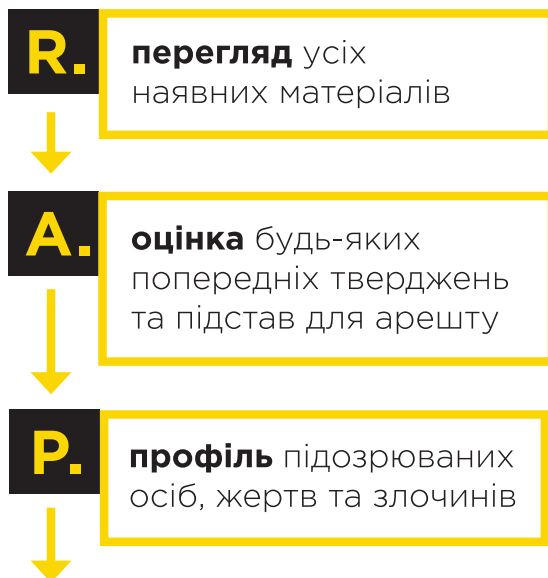 R.
перегляд усіх
наявних матеріалів
A.
оцінка будь-яких
попередніх тверджень
та підстав для арешту
P.
профіль підозрюваних
осіб, жертв та злочинів